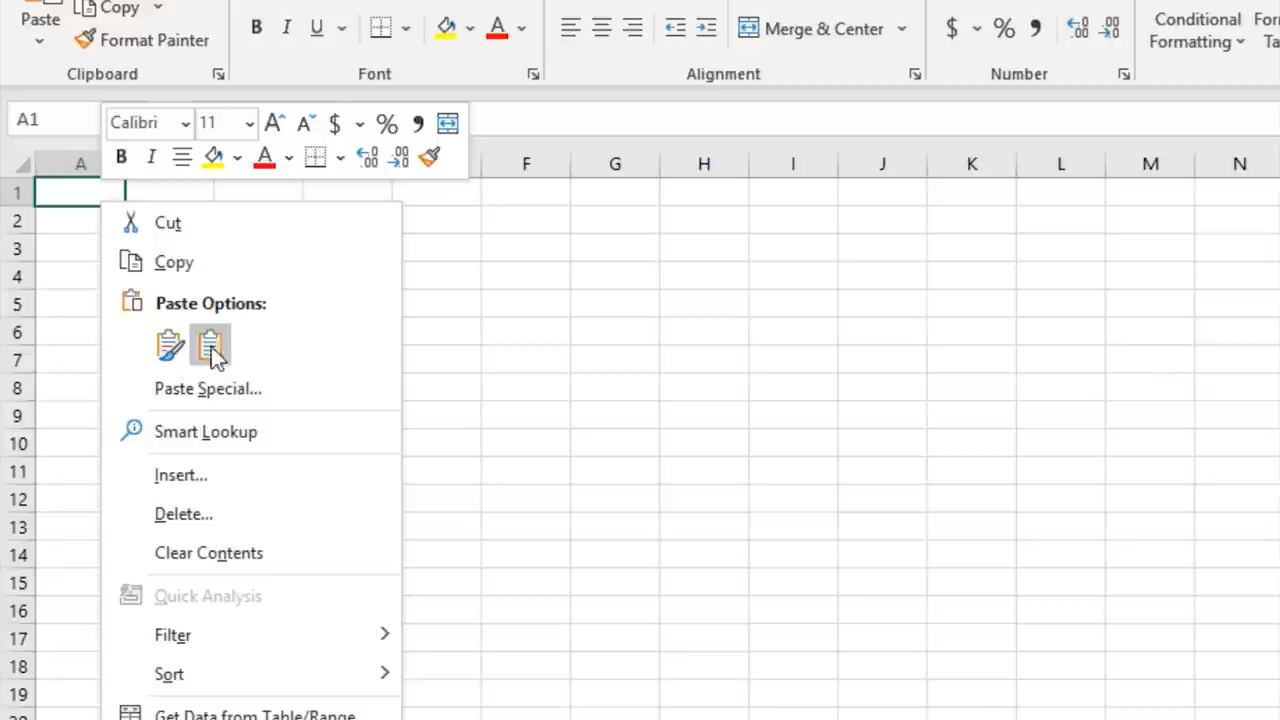 Copy
Paste
Format Painter
B I U A
Merge & Center
$ % ,
Conditional
Formatting
Clipboard
Font
Alignment
Number
A1
Calibri 11 A A $ % ,
B I A
A F G H I J K L M N
1
2
3
4
5
6
7
8
9
10
11
12
13
14
15
16
17
18
19
Cut
Copy
Paste Options:
Paste Special...
Smart Lookup
Insert...
Delete...
Clear Contents
Quick Analysis
Filter
Sort
Get Data from Table/Range